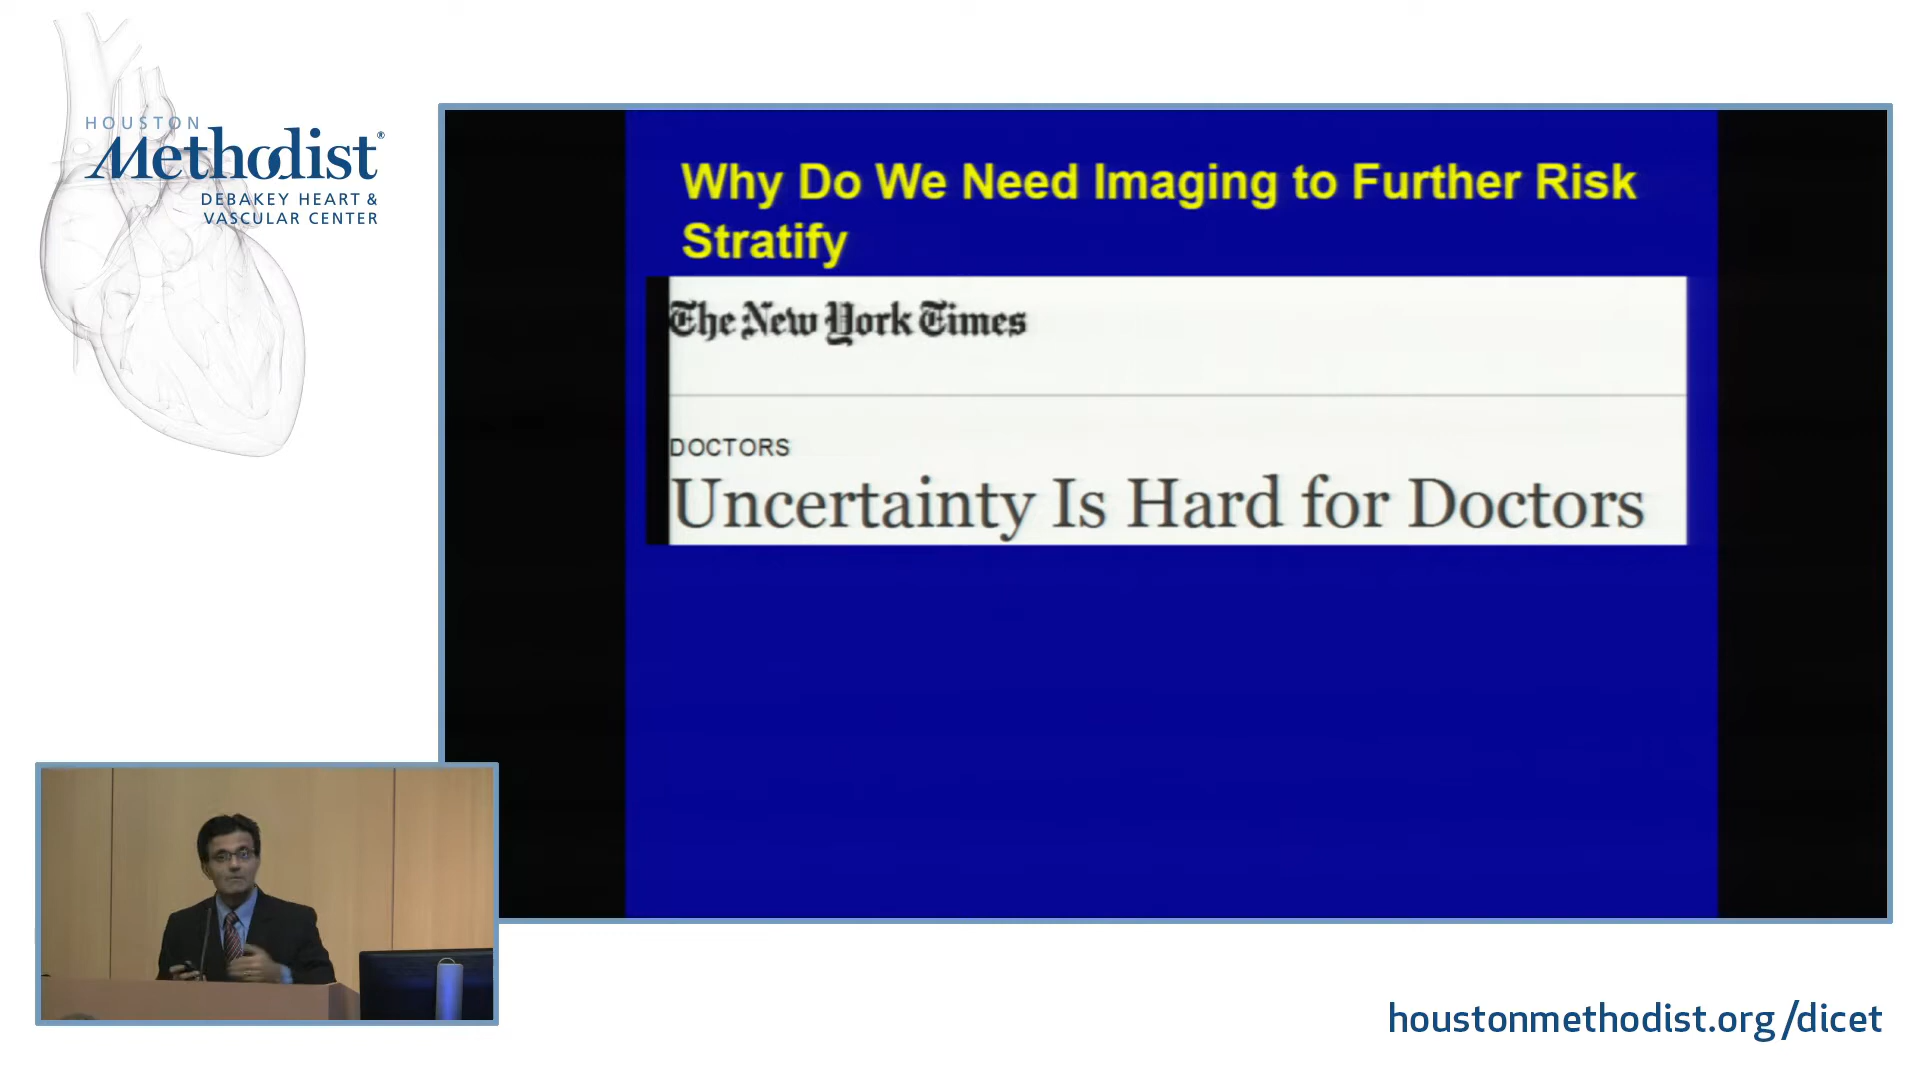 HOUSTON
Methodist®
DEBAKEY HEART &
VASCULAR CENTER
Why Do We Need Imaging to Further Risk
Stratify
The New York Times
DOCTORS
Uncertainty Is Hard for Doctors
houstonmethodist.org/dicet